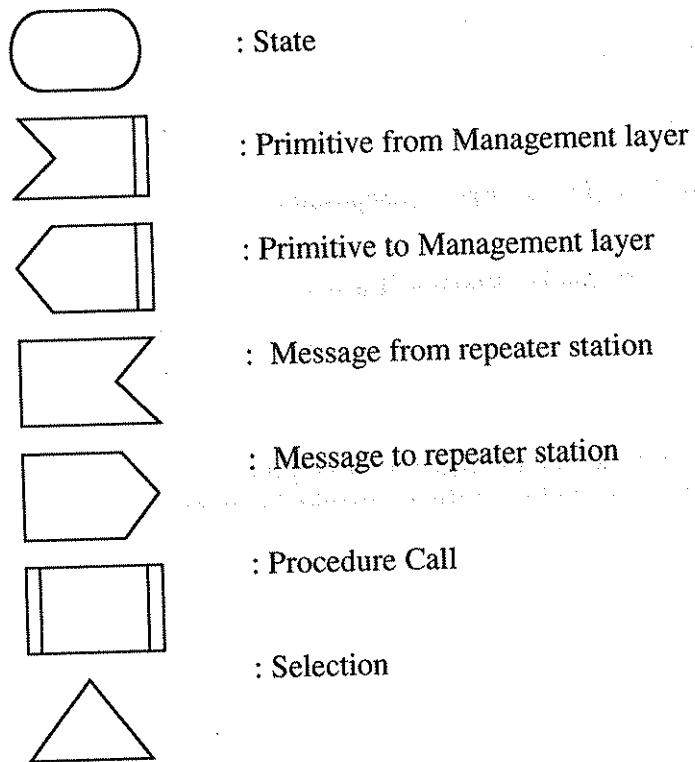 : State
: Primitive from Management layer
: Primitive to Management layer
: Message from repeater station
: Message to repeater station
: Procedure Call
: Selection